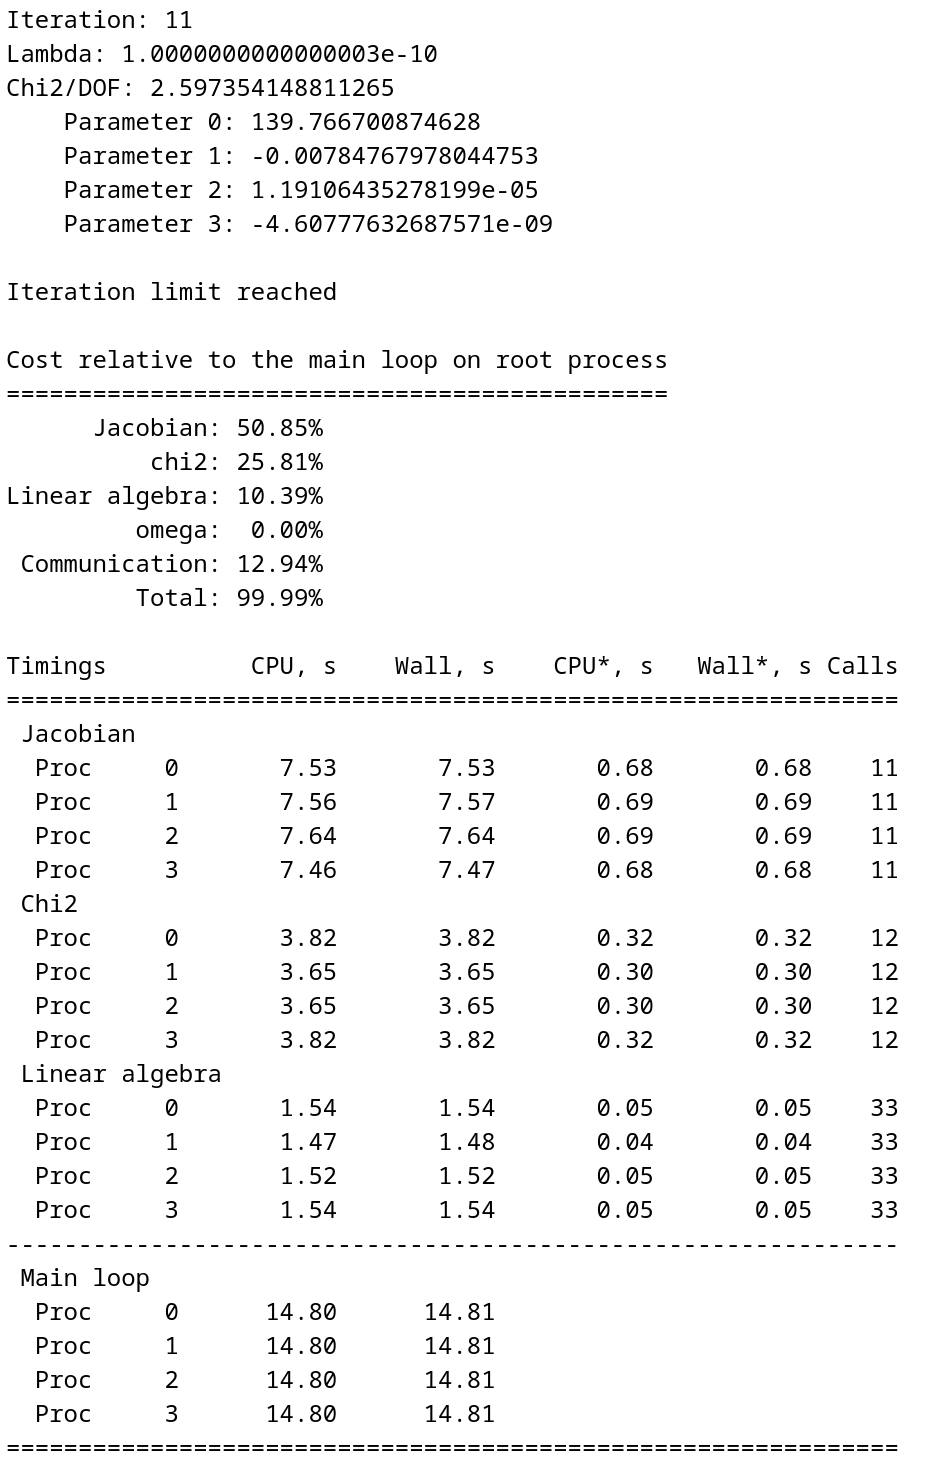 Iteration: 11
Lambda: 1.0000000000000003e-10
Chi2/DOF: 2.597354148811265
    Parameter 0: 139.766700874628
    Parameter 1: -0.00784767978044753
    Parameter 2: 1.19106435278199e-05
    Parameter 3: -4.60777632687571e-09

Iteration limit reached

Cost relative to the main loop on root process
==============================================
      Jacobian: 50.85%
          chi2: 25.81%
Linear algebra: 10.39%
         omega:  0.00%
 Communication: 12.94%
         Total: 99.99%

Timings          CPU, s    Wall, s    CPU*, s   Wall*, s Calls
==============================================================
 Jacobian
  Proc     0       7.53       7.53       0.68       0.68    11
  Proc     1       7.56       7.57       0.69       0.69    11
  Proc     2       7.64       7.64       0.69       0.69    11
  Proc     3       7.46       7.47       0.68       0.68    11
 Chi2
  Proc     0       3.82       3.82       0.32       0.32    12
  Proc     1       3.65       3.65       0.30       0.30    12
  Proc     2       3.65       3.65       0.30       0.30    12
  Proc     3       3.82       3.82       0.32       0.32    12
 Linear algebra
  Proc     0       1.54       1.54       0.05       0.05    33
  Proc     1       1.47       1.48       0.04       0.04    33
  Proc     2       1.52       1.52       0.05       0.05    33
  Proc     3       1.54       1.54       0.05       0.05    33
--------------------------------------------------------------
 Main loop
  Proc     0      14.80      14.81
  Proc     1      14.80      14.81
  Proc     2      14.80      14.81
  Proc     3      14.80      14.81
==============================================================